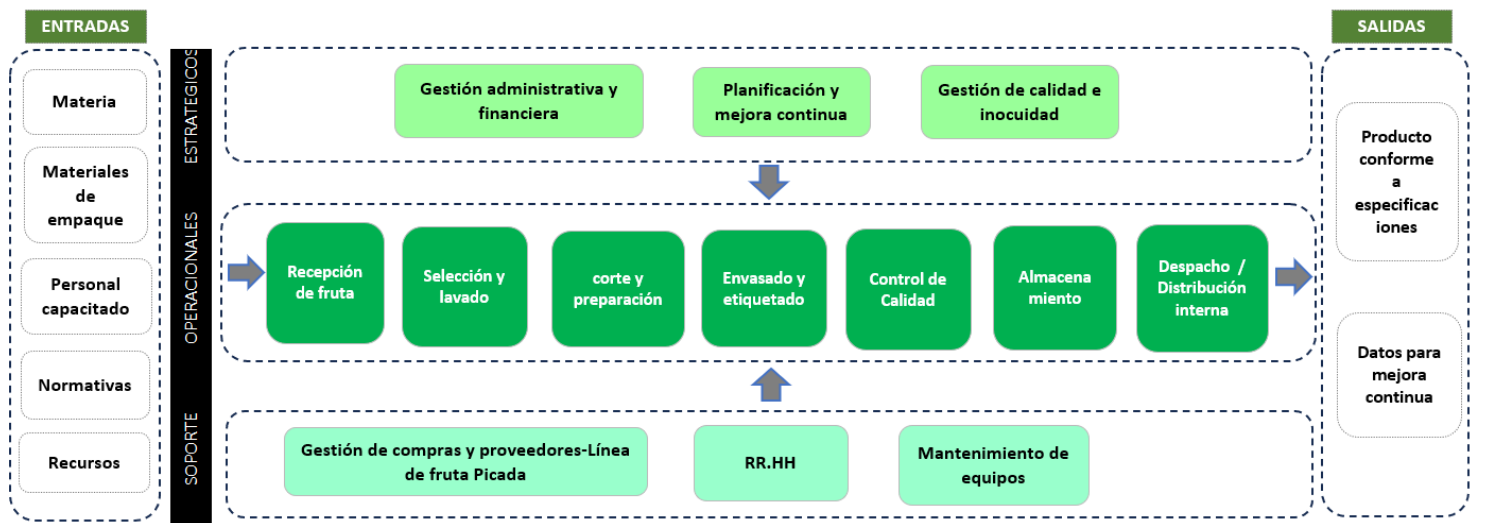 ENTRADAS
Materia
Materiales
de
empaque
Personal
capacitado
Normativas
Recursos
ESTRATEGICOS
Gestión administrativa y
financiera
Planificación y
mejora continua
Gestión de calidad e
inocuidad
OPERACIONALES
Recepción
de fruta
Selección y
lavado
corte y
preparación
Envasado y
etiquetado
Control de
Calidad
Almacena
miento
Despacho /
Distribución
interna
SOPORTE
Gestión de compras y proveedores-Línea
de fruta Picada
RR.HH
Mantenimiento de
equipos
SALIDAS
Producto
conforme
a
especificac
iones
Datos para
mejora
continua